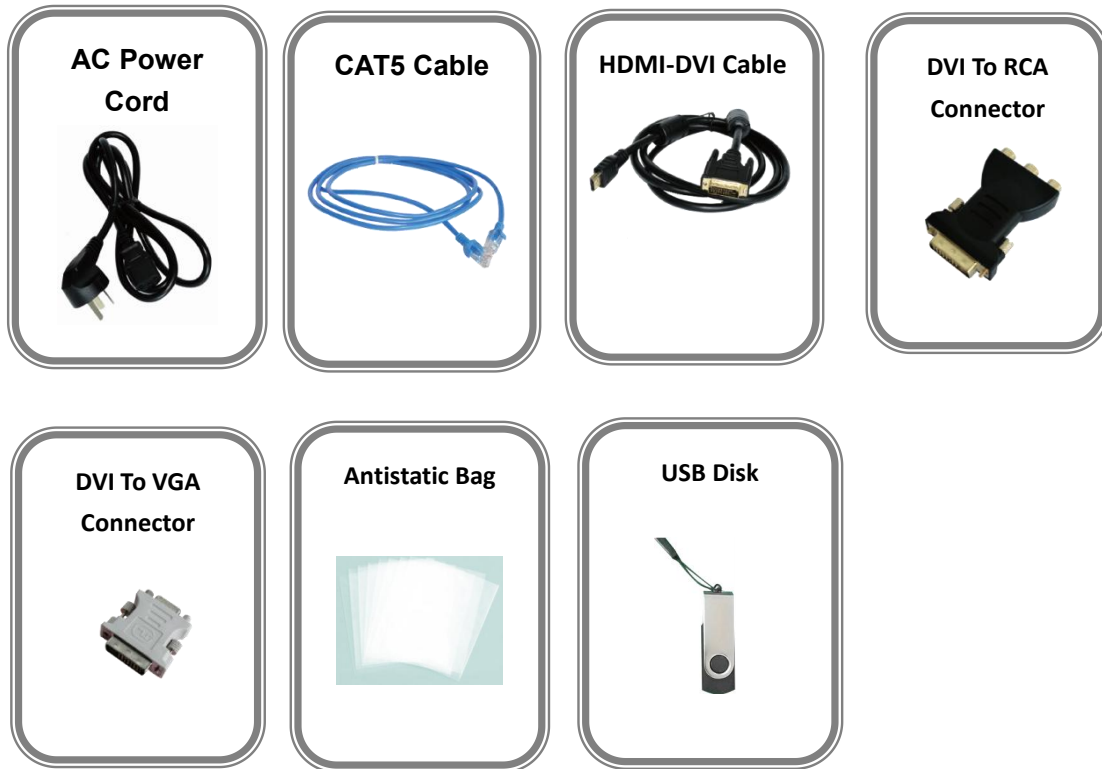 AC Power
Cord
CAT5 Cable
HDMI-DVI Cable
DVI To RCA
Connector
DVI To VGA
Connector
Antistatic Bag
USB Disk